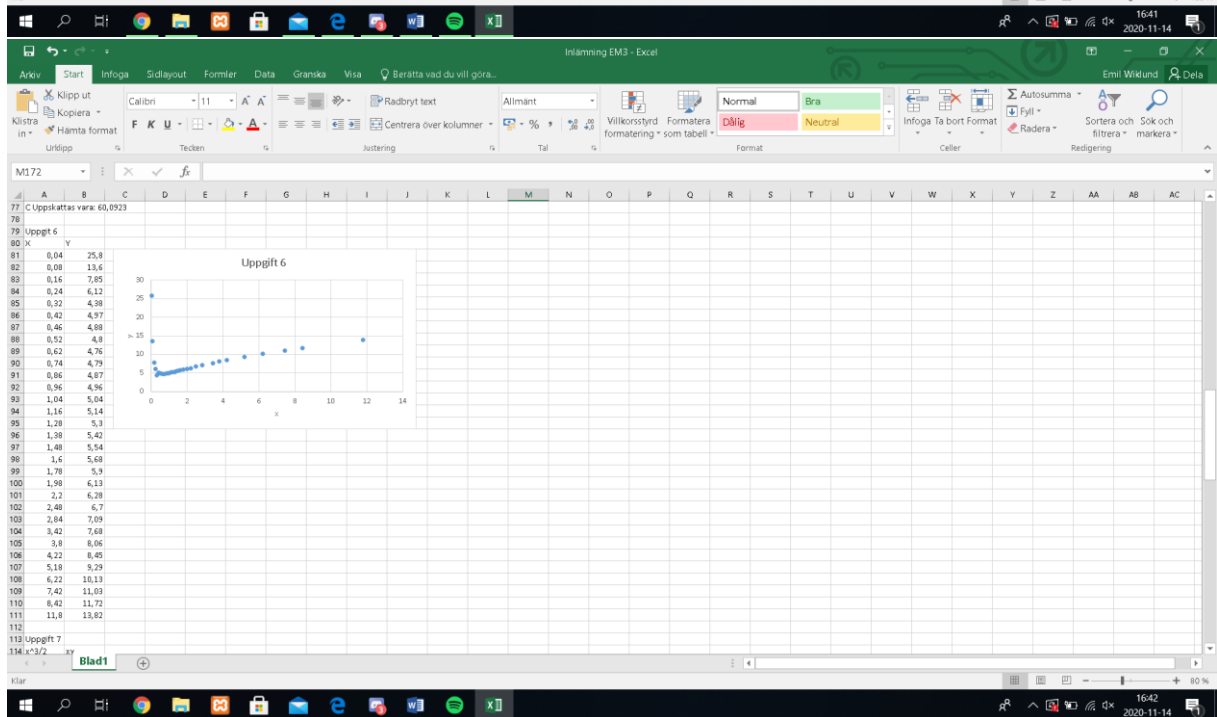 16:41
2020-11-14
Inlämning EM3 - Excel
Arkiv Start Infoga Sidlayout Formler Data Granska Visa Berätta vad du vill göra... Emil Wiklund Dela
Klistra in Klipp ut Kopiera Hämta format
Calibri 11
F K U A
Radbryt text
Centrera över kolumner
Allmänt
% 
Villkorsstyrd formatering Formatera som tabell
Normal Bra
Dålig Neutral
Infoga Ta bort Format
Autosumma
Fyll
Radera
Sortera och filtrera Sök och markera
Urklipp Tecken Justering Tal Format Celler Redigering
M172 fx
A B C D E F G H I J K L M N O P Q R S T U V W X Y Z AA AB AC
77 C Uppskattas vara: 60,0923
78
79 Uppgit 6
80 X Y
81 0,04 25,8
82 0,08 13,6
83 0,16 7,85
84 0,24 6,12
85 0,32 4,38
86 0,42 4,97
87 0,46 4,88
88 0,52 4,8
89 0,62 4,76
90 0,74 4,79
91 0,86 4,87
92 0,96 4,96
93 1,04 5,04
94 1,16 5,14
95 1,28 5,3
96 1,38 5,42
97 1,48 5,54
98 1,6 5,68
99 1,78 5,9
100 1,98 6,13
101 2,2 6,28
102 2,48 6,7
103 2,84 7,09
104 3,42 7,68
105 3,8 8,06
106 4,22 8,45
107 5,18 9,29
108 6,22 10,13
109 7,42 11,03
110 8,42 11,72
111 11,8 13,82
112
113 Uppgift 7
114 x^3/2 xy
Uppgift 6
30
25
20
15
10
5
0
y
0 2 4 6 8 10 12 14
x
Blad1
Klar
80 %
16:42
2020-11-14